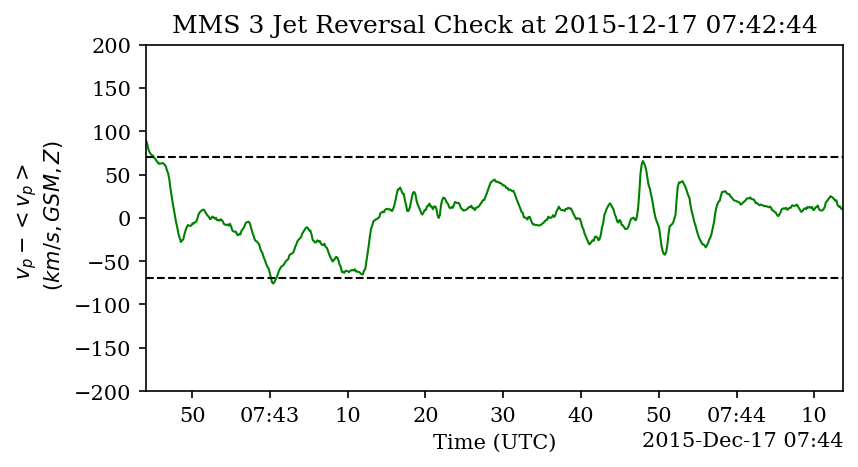 MMS 3 Jet Reversal Check at 2015-12-17 07:42:44
200
150
100
50
0
−50
−100
−150
−200
v_p − < v_p >
(km/s, GSM, Z)
50 07:43 10 20 30 40 50 07:44 10
Time (UTC)
2015-Dec-17 07:44